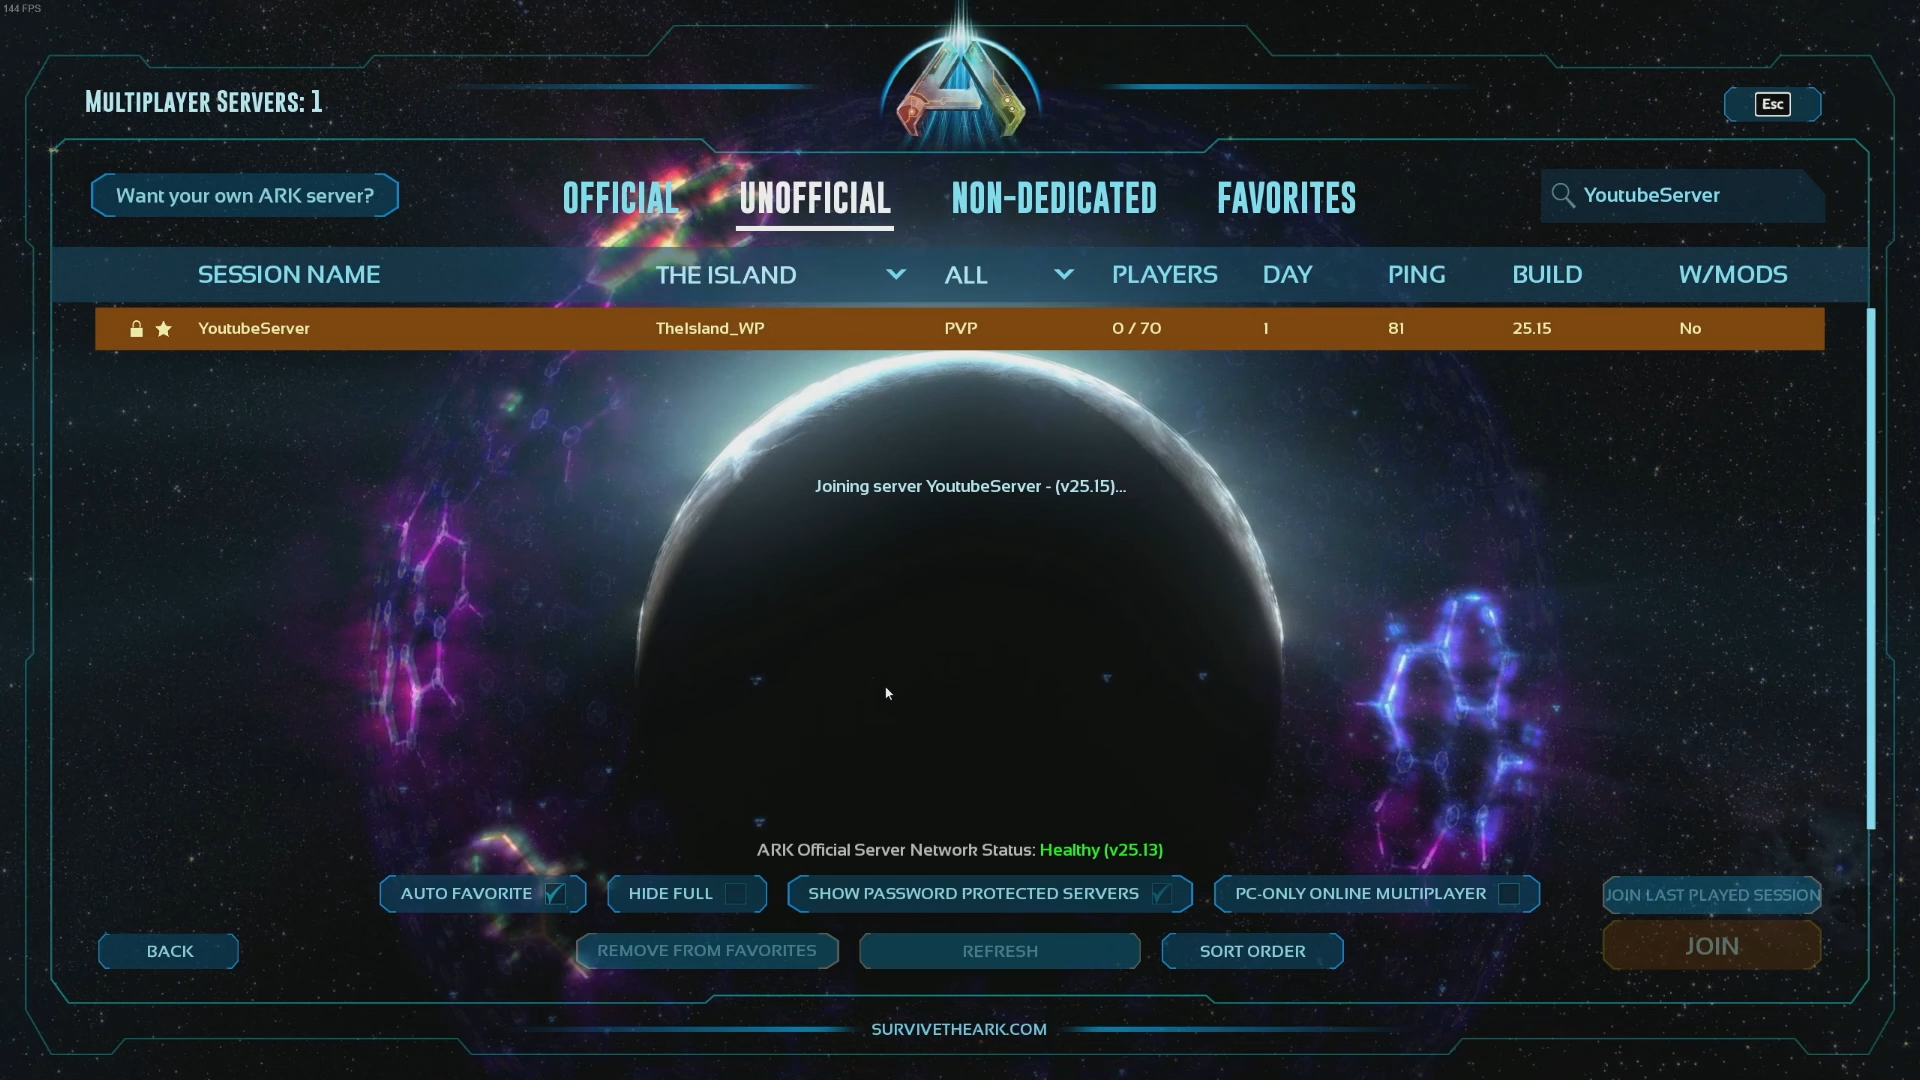 144 FPS
MULTIPLAYER SERVERS: 1
Esc
Want your own ARK server?
OFFICIAL UNOFFICIAL NON-DEDICATED FAVORITES
YoutubeServer
SESSION NAME THE ISLAND ALL PLAYERS DAY PING BUILD W/MODS
YoutubeServer TheIsland_WP PVP 0 / 70 1 81 25.15 No
Joining server YoutubeServer - (v25.15)...
ARK Official Server Network Status: Healthy (v25.13)
AUTO FAVORITE HIDE FULL SHOW PASSWORD PROTECTED SERVERS PC-ONLY ONLINE MULTIPLAYER JOIN LAST PLAYED SESSION
BACK REMOVE FROM FAVORITES REFRESH SORT ORDER JOIN
SURVIVETHEARK.COM